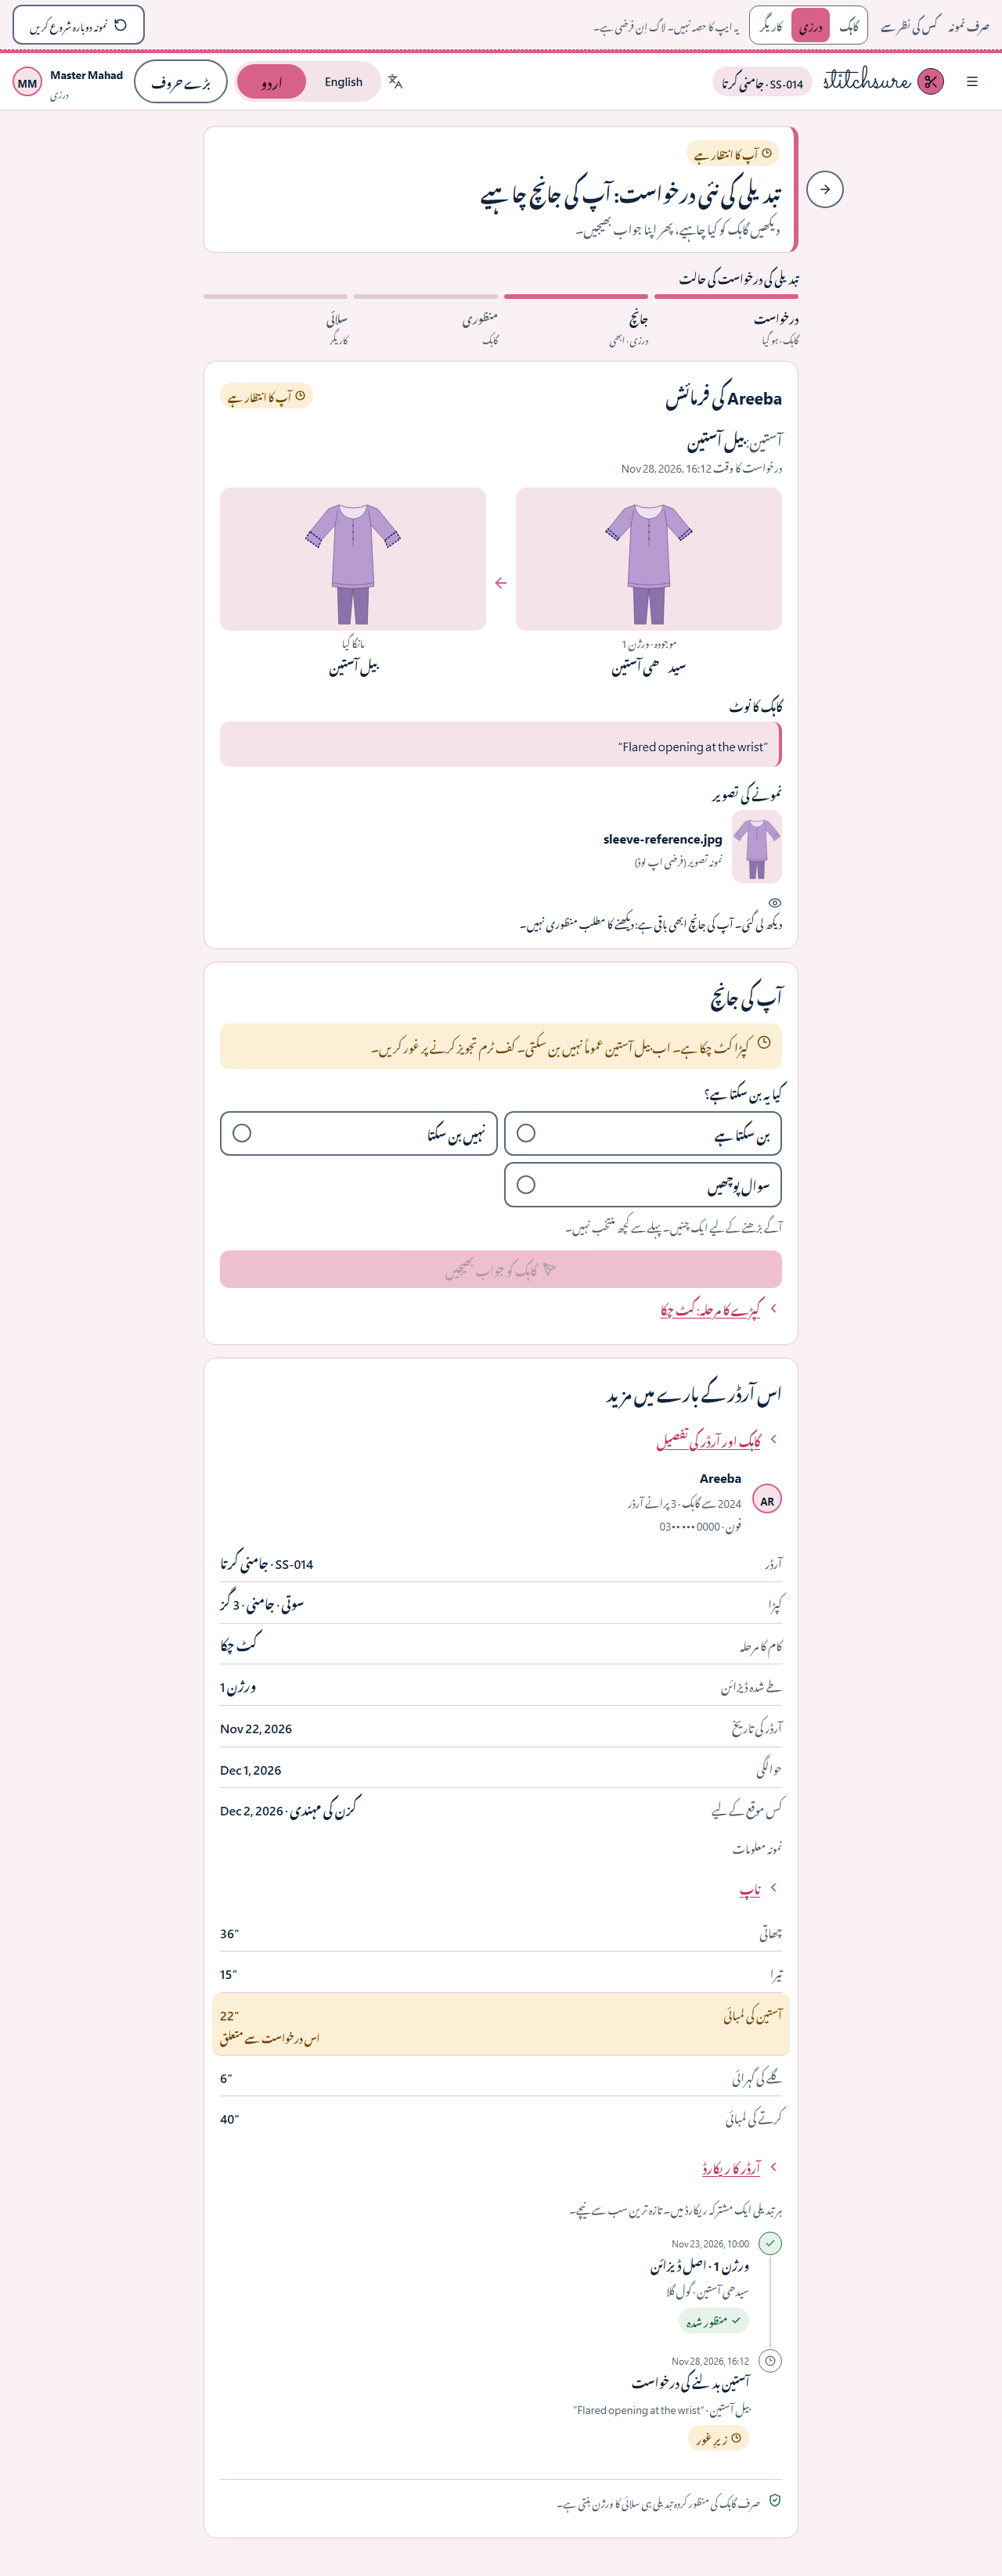 صرف نمونہ کس کی نظر سے گاہک درزی کاریگر یہ ایپ کا حصہ نہیں۔ لاگ اِن فرضی ہے۔ نمونہ دوبارہ شروع کریں
stitchsure SS-014 · جامنی کرتا English اردو بڑے حروف Master Mahad MM
درزی
آپ کا انتظار ہے
تبدیلی کی نئی درخواست: آپ کی جانچ چاہیے
دیکھیں گاہک کو کیا چاہیے، پھر اپنا جواب بھیجیں۔
تبدیلی کی درخواست کی حالت
درخواست جانچ منظوری سلائی
گاہک · ہو گیا درزی · ابھی گاہک کاریگر
Areeba کی فرمائش آپ کا انتظار ہے
آستین: بیل آستین
درخواست کا وقت Nov 28, 2026, 16:12
موجودہ · ورژن 1 مانگا گیا
سیدھی آستین بیل آستین
گاہک کا نوٹ
"Flared opening at the wrist"
نمونے کی تصویر
sleeve-reference.jpg
نمونہ تصویر (فرضی اپ لوڈ)
دیکھ لی گئی۔ آپ کی جانچ ابھی باقی ہے: دیکھنے کا مطلب منظوری نہیں۔
آپ کی جانچ
کپڑا کٹ چکا ہے۔ اب بیل آستین عموماً نہیں بن سکتی۔ کف ٹرم تجویز کرنے پر غور کریں۔
کیا یہ بن سکتا ہے؟
بن سکتا ہے نہیں بن سکتا
سوال پوچھیں
آگے بڑھنے کے لیے ایک چنیں۔ پہلے سے کچھ منتخب نہیں۔
گاہک کو جواب بھیجیں
کپڑے کا مرحلہ: کٹ چکا
اس آرڈر کے بارے میں مزید
گاہک اور آرڈر کی تفصیل
Areeba
AR
2024 سے گاہک · 3 پرانے آرڈر
فون · 03•• ••• 0000
آرڈر SS-014 · جامنی کرتا
کپڑا سوتی · جامنی · 3 گز
کام کا مرحلہ کٹ چکا
طے شدہ ڈیزائن ورژن 1
آرڈر کی تاریخ Nov 22, 2026
حوالگی Dec 1, 2026
کس موقع کے لیے کزن کی مہندی · Dec 2, 2026
نمونہ معلومات
ناپ
چھاتی 36"
تیرا 15"
آستین کی لمبائی 22"
اس درخواست سے متعلق
گلے کی گہرائی 6"
کرتے کی لمبائی 40"
آرڈر کا ریکارڈ
ہر تبدیلی ایک مشترکہ ریکارڈ میں۔ تازہ ترین سب سے نیچے۔
Nov 23, 2026, 10:00
ورژن 1 · اصل ڈیزائن
سیدھی آستین · گول گلا
منظور شدہ
Nov 28, 2026, 16:12
آستین بدلنے کی درخواست
بیل آستین · "Flared opening at the wrist"
زیرِ غور
صرف گاہک کی منظور کردہ تبدیلی ہی سلائی کا ورژن بنتی ہے۔